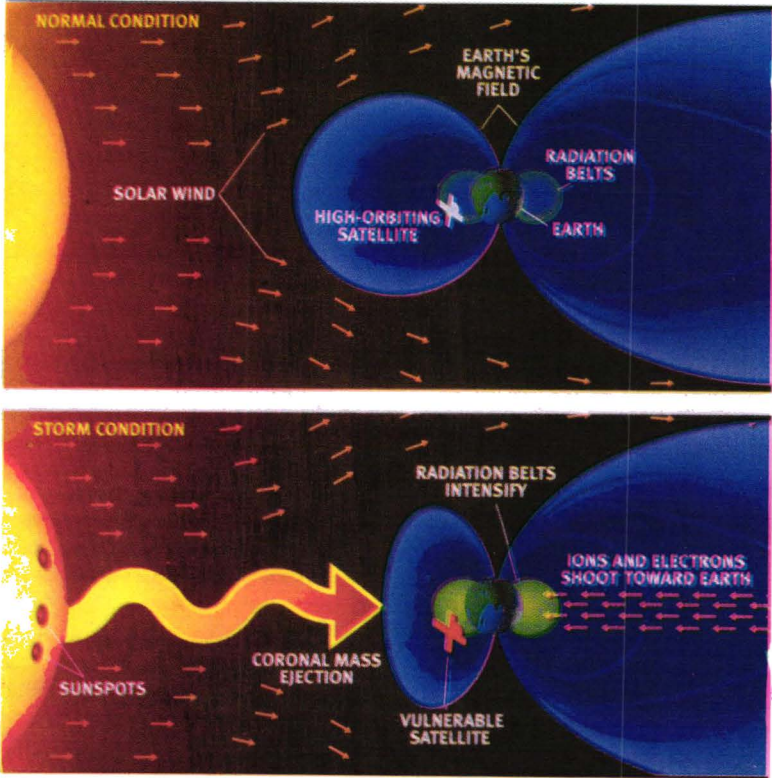 NORMAL CONDITION
EARTH'S
MAGNETIC
FIELD
RADIATION
BELTS
SOLAR WIND
HIGH-ORBITING
SATELLITE
EARTH
STORM CONDITION
RADIATION BELTS
INTENSIFY
IONS AND ELECTRONS
SHOOT TOWARD EARTH
CORONAL MASS
EJECTION
SUNSPOTS
VULNERABLE
SATELLITE